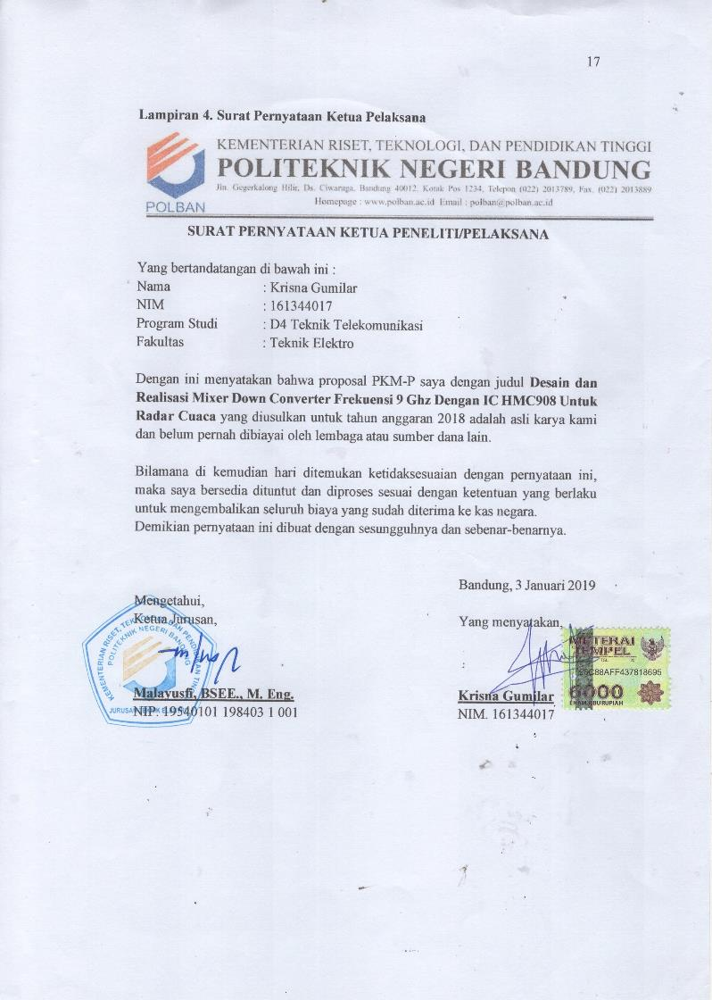 17
Lampiran 4. Surat Pernyataan Ketua Pelaksana
KEMENTERIAN RISET, TEKNOLOGI, DAN PENDIDIKAN TINGGI
POLITEKNIK NEGERI BANDUNG
Jln. Gegerkalong Hilir, Ds. Ciwaruga, Bandung 40012, Kotak Pos 1234, Telepon (022) 2013789, Fax. (022) 2013889
Homepage : www.polban.ac.id Email : polban@polban.ac.id
POLBAN
SURAT PERNYATAAN KETUA PENELITI/PELAKSANA
Yang bertandatangan di bawah ini :
Nama : Krisna Gumilar
NIM : 161344017
Program Studi : D4 Teknik Telekomunikasi
Fakultas : Teknik Elektro
Dengan ini menyatakan bahwa proposal PKM-P saya dengan judul Desain dan
Realisasi Mixer Down Converter Frekuensi 9 Ghz Dengan IC HMC908 Untuk
Radar Cuaca yang diusulkan untuk tahun anggaran 2018 adalah asli karya kami
dan belum pernah dibiayai oleh lembaga atau sumber dana lain.
Bilamana di kemudian hari ditemukan ketidaksesuaian dengan pernyataan ini,
maka saya bersedia dituntut dan diproses sesuai dengan ketentuan yang berlaku
untuk mengembalikan seluruh biaya yang sudah diterima ke kas negara.
Demikian pernyataan ini dibuat dengan sesungguhnya dan sebenar-benarnya.
Bandung, 3 Januari 2019
Mengetahui,
Ketua Jurusan,
Yang menyatakan,
KEMENTERIAN RISET, DAN PENDIDIKAN
POLITEKNIK NEGERI BANDUNG
JURUSAN TEKNIK
METERAI
TEMPEL
C88AFF437818695
6000
ENAM RIBU RUPIAH
Malayusfi, BSEE., M. Eng.
NIP. 19540101 198403 1 001
Krisna Gumilar
NIM. 161344017